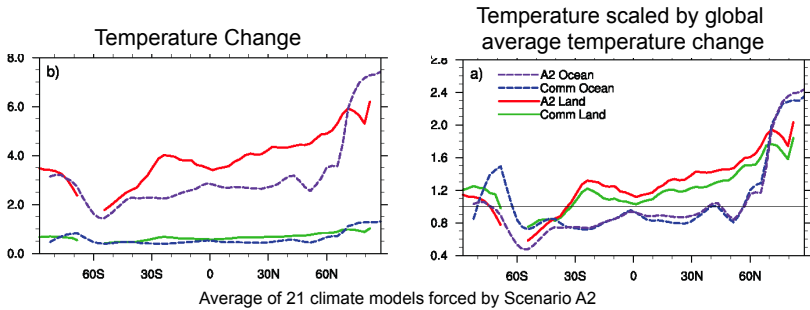 Temperature Change
Temperature scaled by global
average temperature change
b)
8.0
6.0
4.0
2.0
0.0
60S 30S 0 30N 60N
a)
2.8
2.4
2.0
1.6
1.2
0.8
0.4
A2 Ocean
Comm Ocean
A2 Land
Comm Land
60S 30S 0 30N 60N
Average of 21 climate models forced by Scenario A2